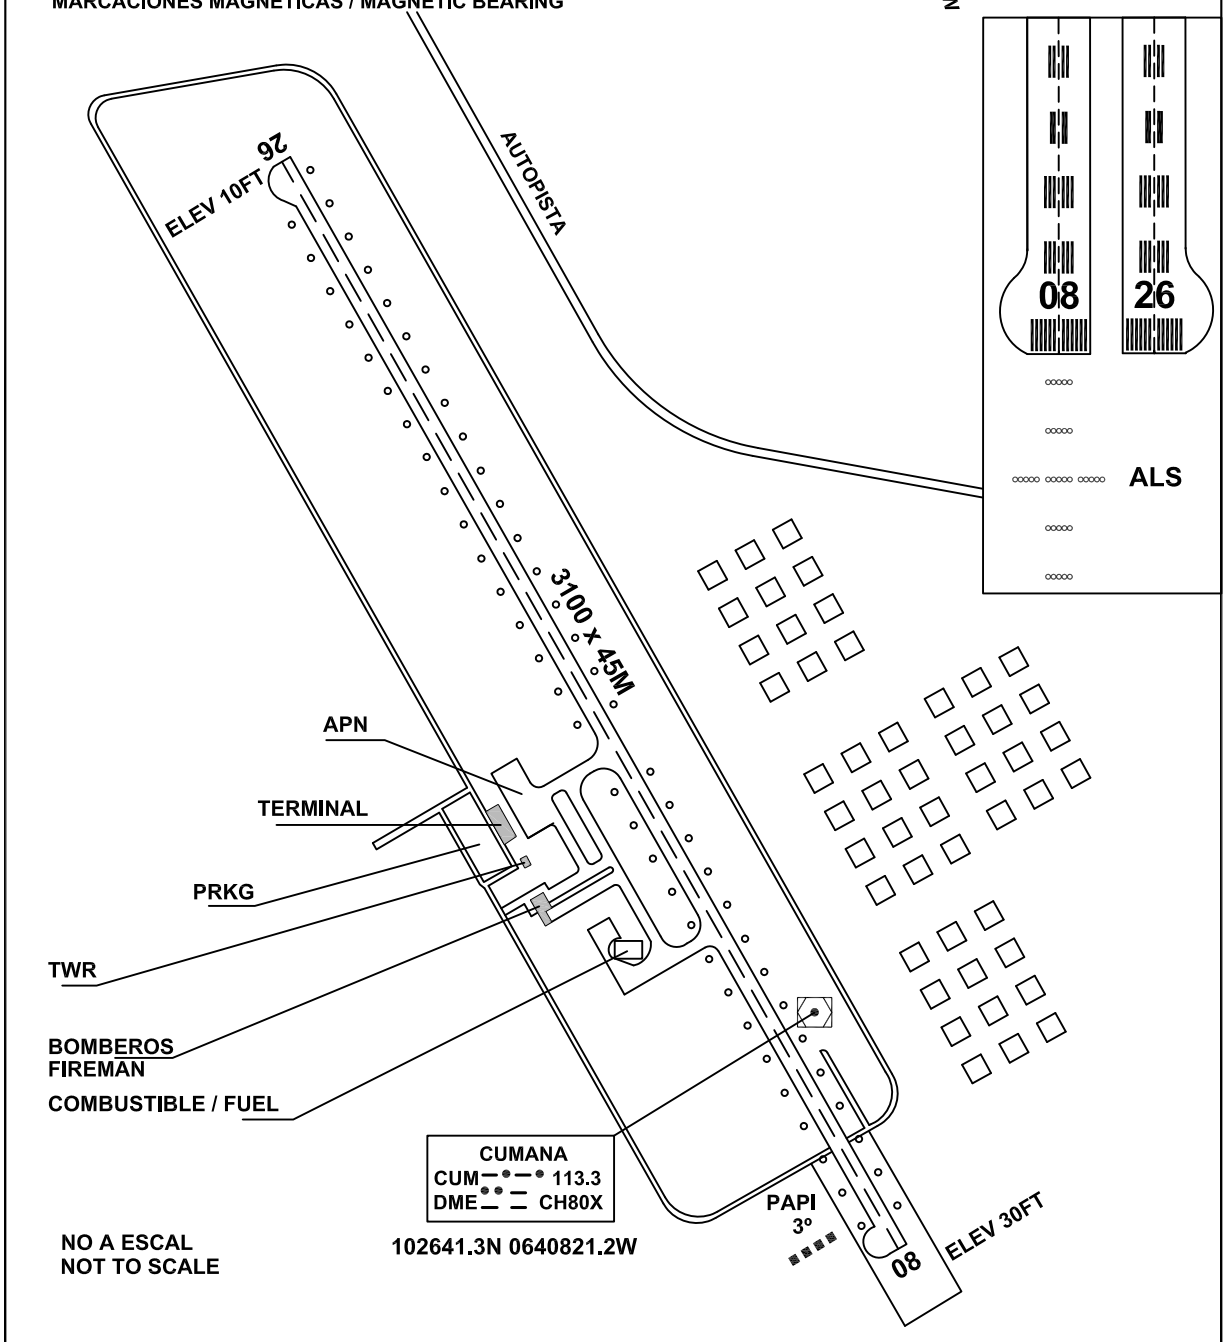 MARCACIONES MAGNETICAS / MAGNETIC BEARING
N
AUTOPISTA
26
ELEV 10FT
08
26
ALS
3100 x 45M
APN
TERMINAL
PRKG
TWR
BOMBEROS
FIREMAN
COMBUSTIBLE / FUEL
CUMANA
CUM 113.3
DME CH80X
102641.3N 0640821.2W
PAPI
3º
08
ELEV 30FT
NO A ESCAL
NOT TO SCALE